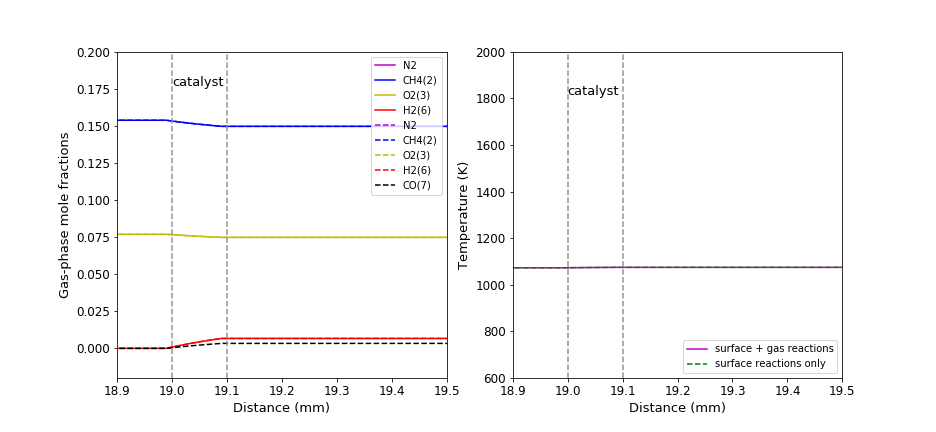 0.200
0.175
0.150
0.125
0.100
0.075
0.050
0.025
0.000
Gas-phase mole fractions
catalyst
N2
CH4(2)
O2(3)
H2(6)
N2
CH4(2)
O2(3)
H2(6)
CO(7)
18.9 19.0 19.1 19.2 19.3 19.4 19.5
Distance (mm)
2000
1800
1600
1400
1200
1000
800
600
Temperature (K)
catalyst
surface + gas reactions
surface reactions only
18.9 19.0 19.1 19.2 19.3 19.4 19.5
Distance (mm)